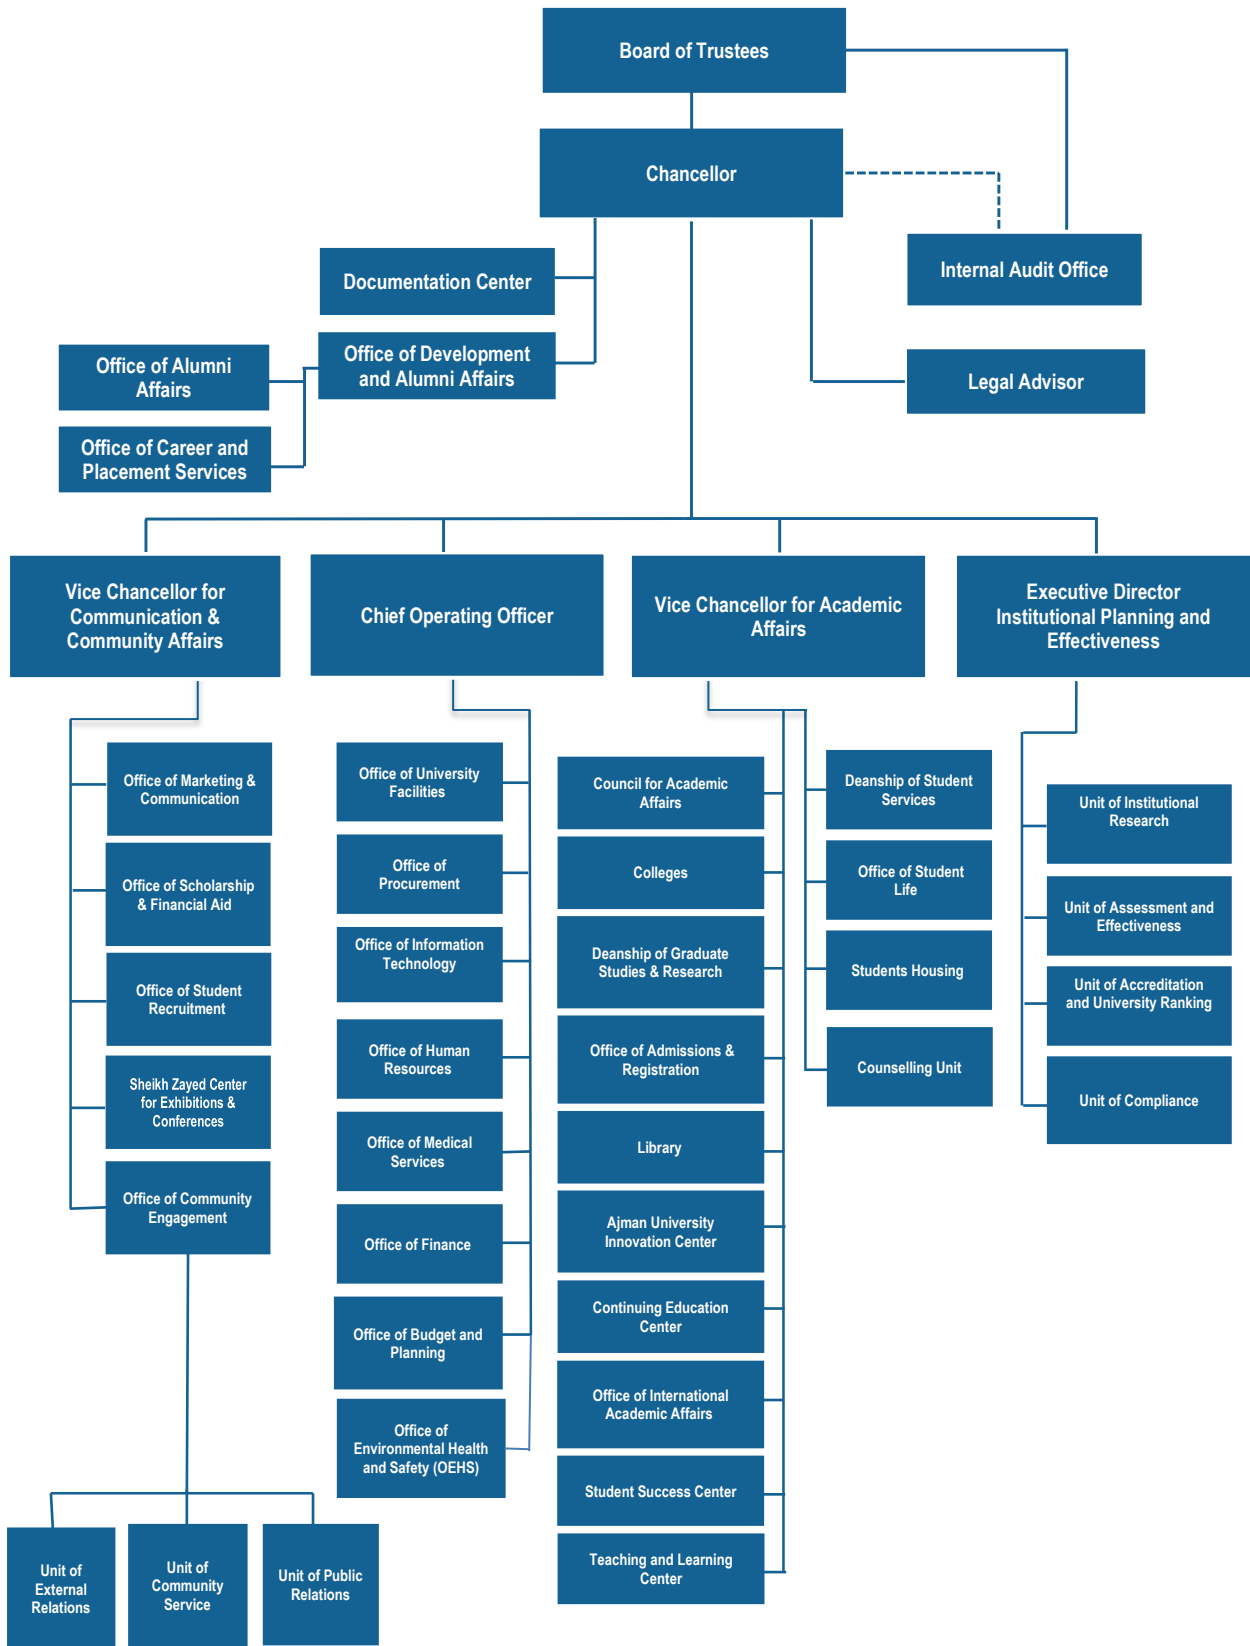 Board of Trustees
Chancellor
Internal Audit Office
Documentation Center
Legal Advisor
Office of Development
and Alumni Affairs
Office of Alumni
Affairs
Office of Career and
Placement Services
Vice Chancellor for
Communication &
Community Affairs
Chief Operating Officer
Vice Chancellor for Academic
Affairs
Executive Director
Institutional Planning and
Effectiveness
Office of Marketing &
Communication
Office of Scholarship
& Financial Aid
Office of Student
Recruitment
Sheikh Zayed Center
for Exhibitions &
Conferences
Office of Community
Engagement
Unit of
External
Relations
Unit of
Community
Service
Unit of Public
Relations
Office of University
Facilities
Office of
Procurement
Office of Information
Technology
Office of Human
Resources
Office of Medical
Services
Office of Finance
Office of Budget and
Planning
Office of
Environmental Health
and Safety (OEHS)
Council for Academic
Affairs
Colleges
Deanship of Graduate
Studies & Research
Office of Admissions &
Registration
Library
Ajman University
Innovation Center
Continuing Education
Center
Office of International
Academic Affairs
Student Success Center
Teaching and Learning
Center
Deanship of Student
Services
Office of Student
Life
Students Housing
Counselling Unit
Unit of Institutional
Research
Unit of Assessment and
Effectiveness
Unit of Accreditation
and University Ranking
Unit of Compliance